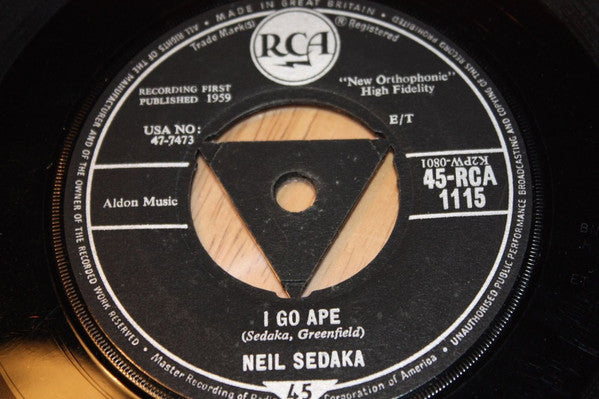 MADE IN GREAT BRITAIN
RCA
Trade Mark(s) ® Registered
RECORDING FIRST
PUBLISHED 1959
"New Orthophonic"
High Fidelity
E/T
USA NO:
47-7473
K2PW-0801
45-RCA
1115
Aldon Music
I GO APE
(Sedaka, Greenfield)
NEIL SEDAKA
45
ALL RIGHTS OF THE MANUFACTURER AND OF THE OWNER OF THE RECORDED WORK RESERVED
UNAUTHORISED PUBLIC PERFORMANCE BROADCASTING AND COPYING OF THIS RECORD PROHIBITED
Master Recording of Radio Corporation of America